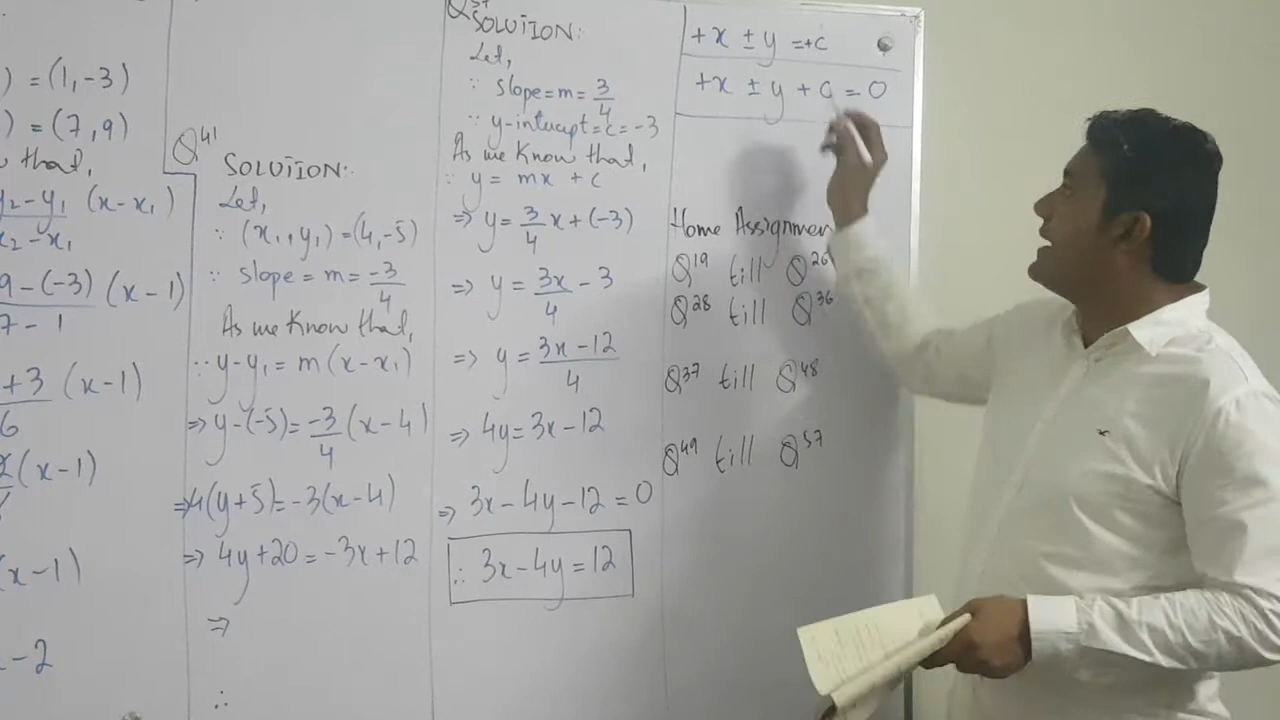 ) = (1, -3)
) = (7, 9)
that,
y₂-y₁/x₂-x₁ (x-x₁)
9-(-3)/7-1 (x-1)
+3/6 (x-1)
(x-1)
(x-1)
-2
Q41
SOLUTION:
Let,
∵ (x₁, y₁) = (4, -5)
∵ slope = m = -3/4
As we know that,
∵ y-y₁ = m(x-x₁)
⇒ y-(-5) = -3/4 (x-4)
⇒ 4(y+5) = -3(x-4)
⇒ 4y+20 = -3x+12
⇒
∴
SOLUTION:
Let,
∵ slope = m = 3/4
∵ y-intercept = c = -3
As we know that,
∵ y = mx + c
⇒ y = 3/4 x + (-3)
⇒ y = 3x/4 - 3
⇒ y = 3x-12/4
⇒ 4y = 3x-12
⇒ 3x-4y-12 = 0
∴ 3x-4y = 12
+x ± y = +c
+x ± y + c = 0
Home Assignmen
Q19 till Q26
Q28 till Q36
Q37 till Q48
Q49 till Q57